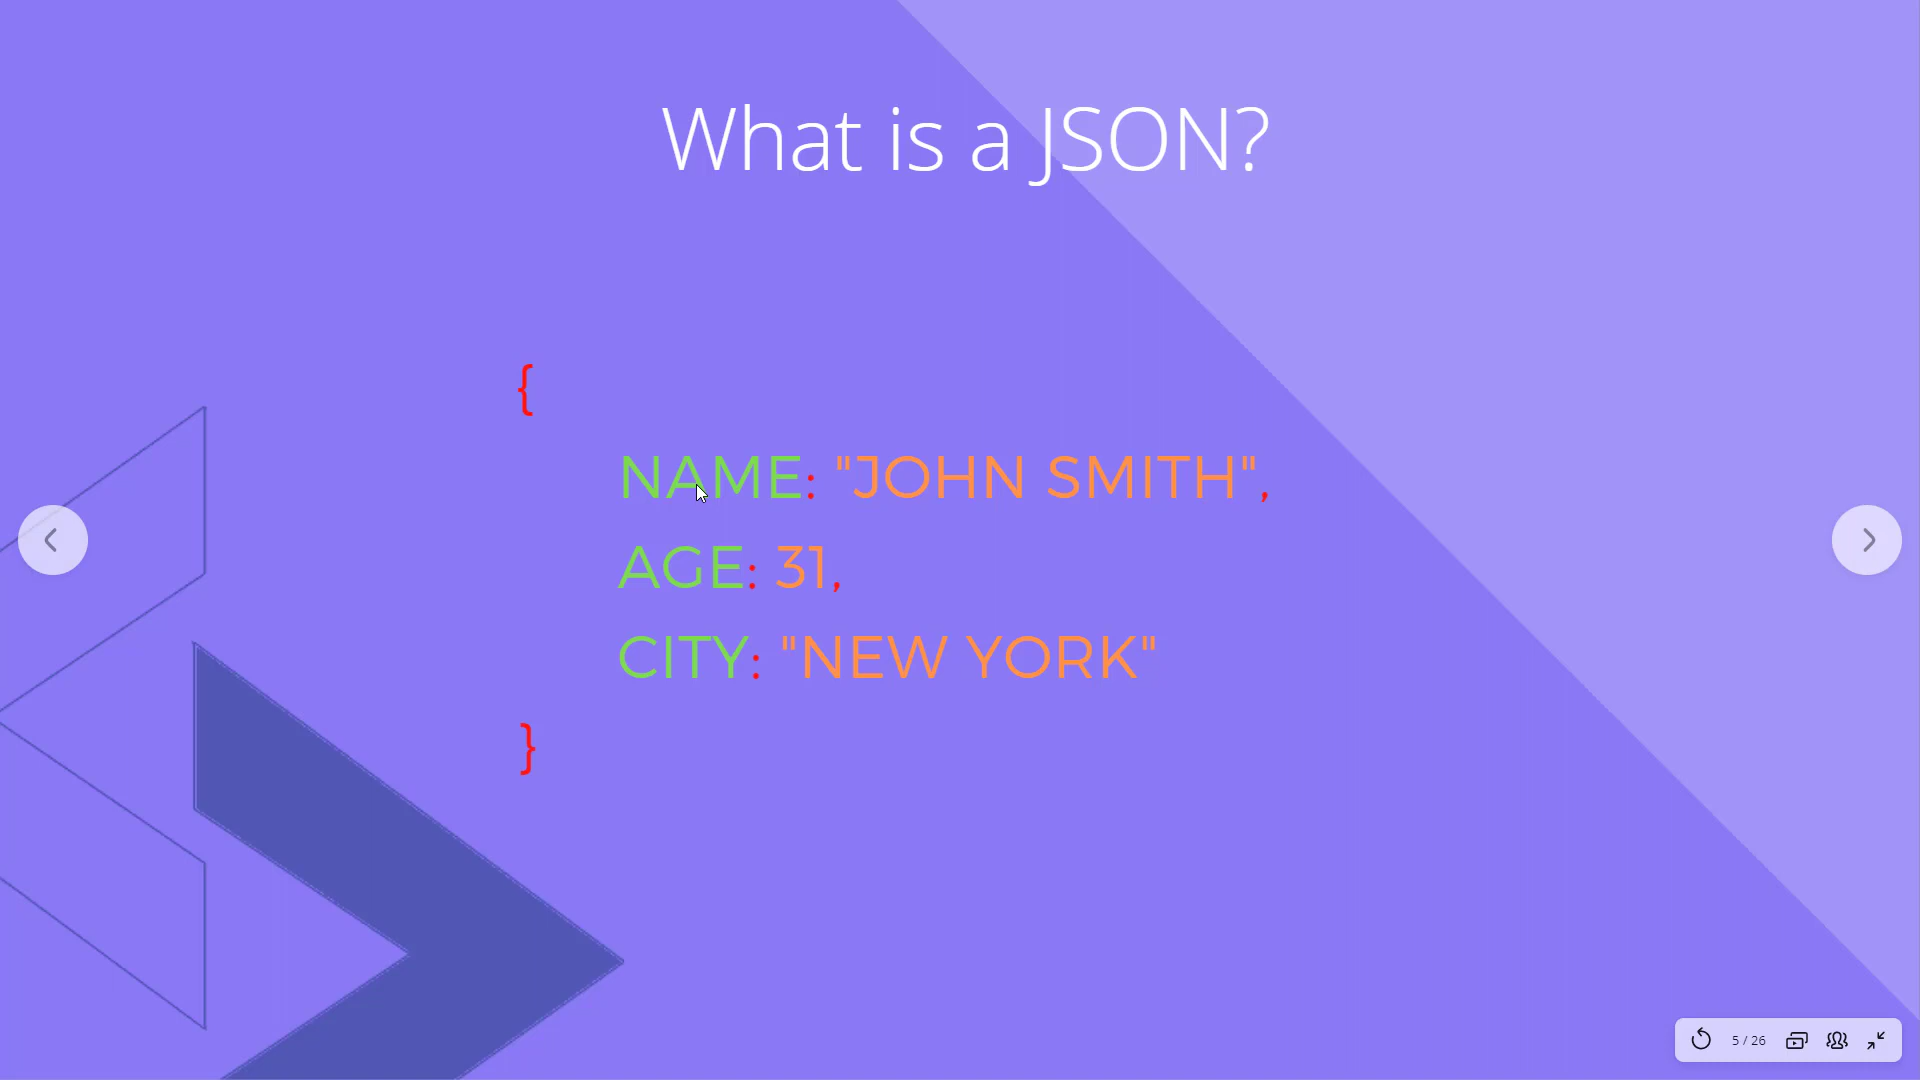 What is a JSON?
{
NAME: "JOHN SMITH",
AGE: 31,
CITY: "NEW YORK"
}
5 / 26